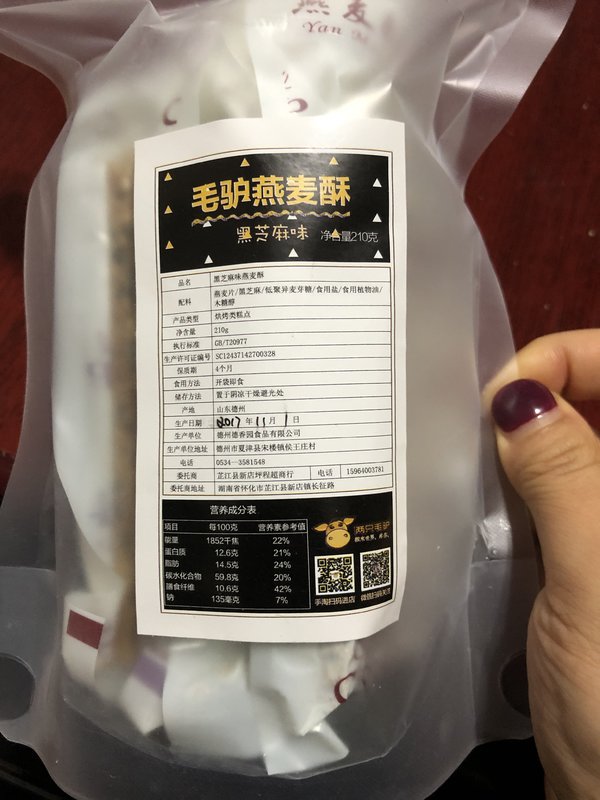 燕麦
Yan
毛驴燕麦酥
黑芝麻味 净含量210克
品名 黑芝麻味燕麦酥
配料 燕麦片/黑芝麻/低聚异麦芽糖/食用盐/食用植物油/
木糖醇
产品类型 烘烤类糕点
净含量 210g
执行标准 GB/T20977
生产许可证编号 SC12437142700328
保质期 4个月
食用方法 开袋即食
储存方法 置于阴凉干燥避光处
产地 山东德州
生产日期 2017年11月1日
生产单位 德州德香园食品有限公司
生产单位地址 德州市夏津县宋楼镇侯王庄村
电话 0534—3581548
委托商 芷江县新店坪程超商行 电话 15964003781
委托商地址 湖南省怀化市芷江县新店镇长征路
营养成分表
项目 每100克 营养素参考值
能量 1852千焦 22%
蛋白质 12.6克 21%
脂肪 14.5克 24%
碳水化合物 59.8克 20%
膳食纤维 10.6克 42%
钠 135毫克 7%
两只毛驴
手淘扫码进店